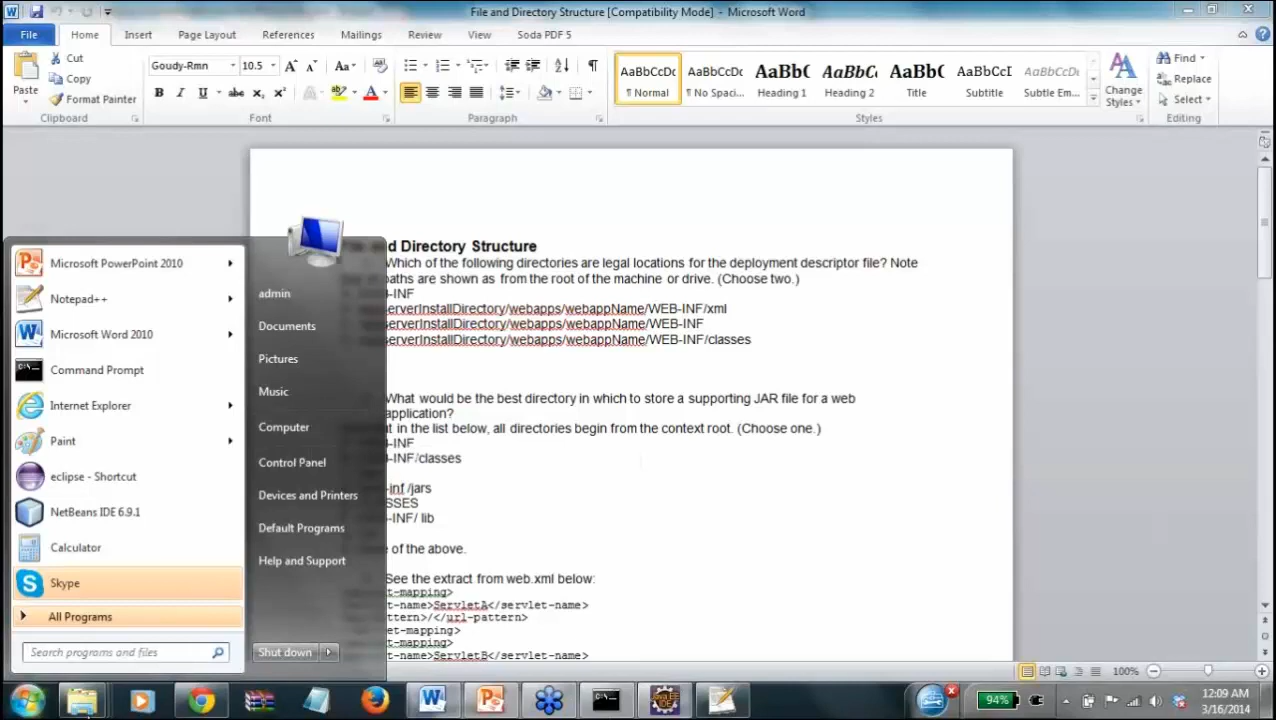 File and Directory Structure [Compatibility Mode] - Microsoft Word
File Home Insert Page Layout References Mailings Review View Soda PDF 5
Paste
Cut
Copy
Format Painter
Clipboard
Goudy-Rmn 10.5
Font
Paragraph
AaBbCcDc AaBbCcDc AaBbC AaBbCc AaBbC AaBbCcDc AaBbCcDc
¶ Normal ¶ No Spaci... Heading 1 Heading 2 Title Subtitle Subtle Em...
Change
Styles
Styles
Find
Replace
Select
Editing
d Directory Structure
Which of the following directories are legal locations for the deployment descriptor file? Note
paths are shown as from the root of the machine or drive. (Choose two.)
-INF
serverInstallDirectory/webapps/webappName/WEB-INF/xml
serverInstallDirectory/webapps/webappName/WEB-INF
serverInstallDirectory/webapps/webappName/WEB-INF/classes
What would be the best directory in which to store a supporting JAR file for a web
application?
t in the list below, all directories begin from the context root. (Choose one.)
-INF
-INF/classes
-inf /jars
SSES
-INF/ lib
e of the above.
See the extract from web.xml below:
t-mapping>
t-name>ServletA</servlet-name>
ttern>/</url-pattern>
et-mapping>
t-mapping>
t-name>ServletB</servlet-name>
Microsoft PowerPoint 2010
Notepad++
Microsoft Word 2010
Command Prompt
Internet Explorer
Paint
eclipse - Shortcut
NetBeans IDE 6.9.1
Calculator
Skype
All Programs
Search programs and files
admin
Documents
Pictures
Music
Computer
Control Panel
Devices and Printers
Default Programs
Help and Support
Shut down
100%
94%
12:09 AM
3/16/2014